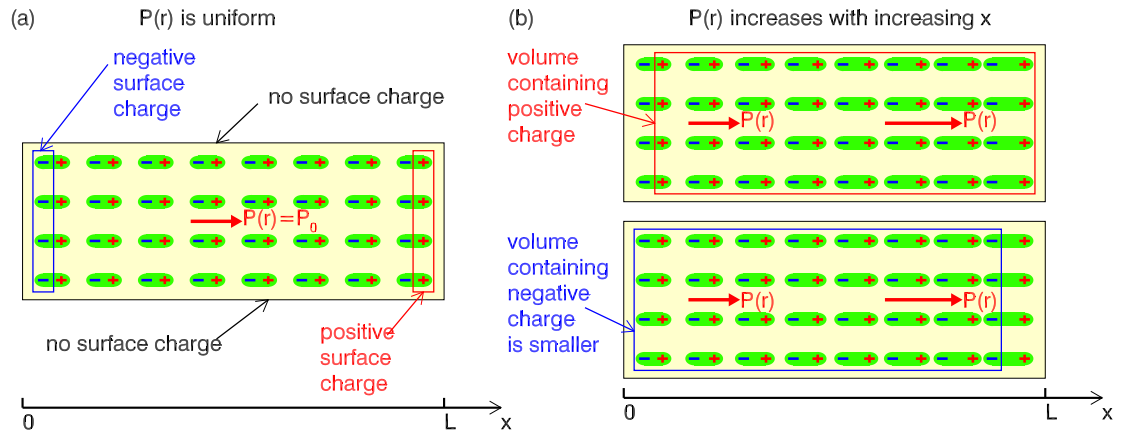 (a)
P(r) is uniform
negative
surface
charge
no surface charge
P(r)=P₀
no surface charge
positive
surface
charge
0
L
x
(b)
P(r) increases with increasing x
volume
containing
positive
charge
P(r)
P(r)
volume
containing
negative
charge
is smaller
P(r)
P(r)
0
L
x